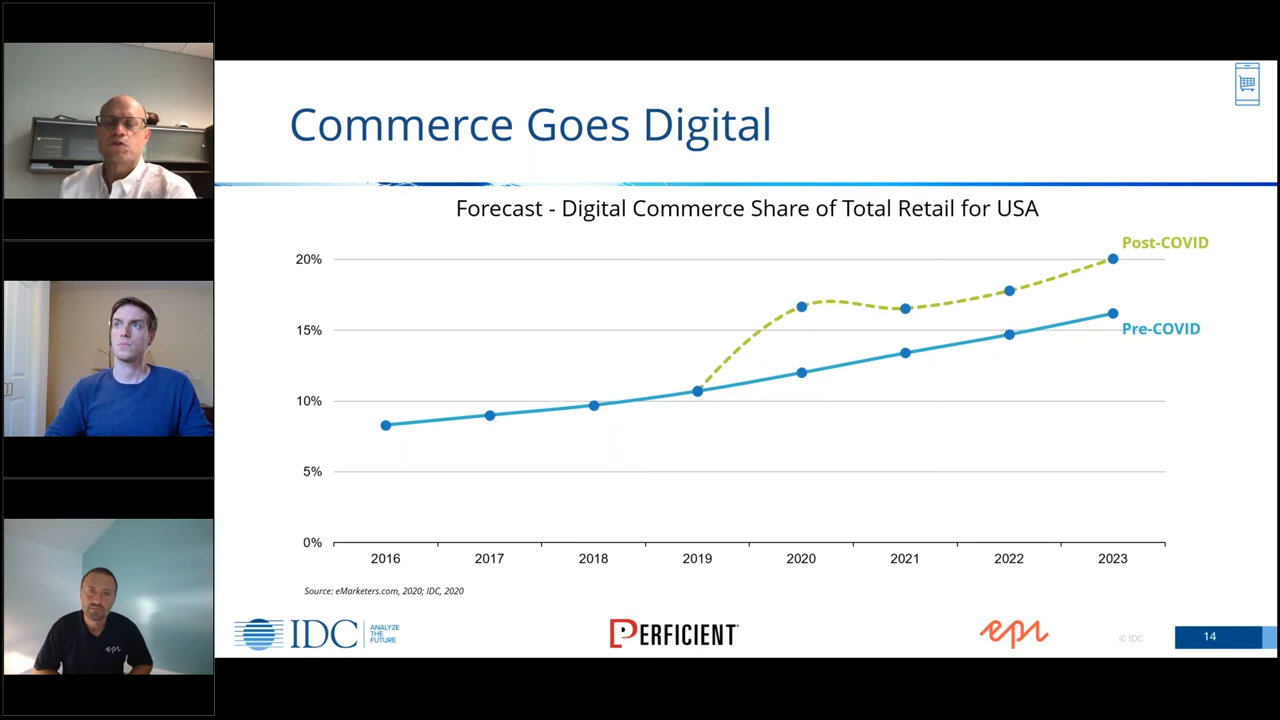 Commerce Goes Digital
Forecast - Digital Commerce Share of Total Retail for USA
Post-COVID
Pre-COVID
20%
15%
10%
5%
0%
2016 2017 2018 2019 2020 2021 2022 2023
Source: eMarketers.com, 2020; IDC, 2020
IDC
ANALYZE
THE
FUTURE
PERFICIENT
epi
© IDC
14
epi